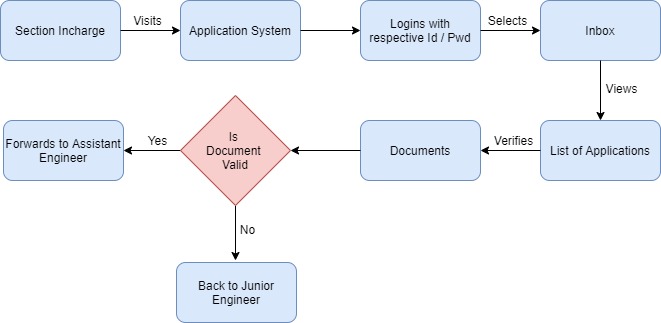 Section Incharge
Visits
Application System
Logins with
respective Id / Pwd
Selects
Inbox
Views
Forwards to Assistant
Engineer
Yes
Is
Document
Valid
Documents
Verifies
List of Applications
No
Back to Junior
Engineer